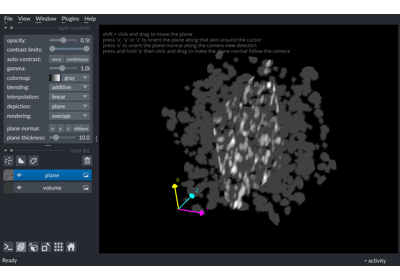 File View Window Plugins Help
layer controls
shift + click and drag to move the plane
press 'x', 'y' or 'z' to orient the plane along that axis around the cursor
press 'o' to orient the plane normal along the camera view direction
press and hold 'o' then click and drag to make the plane normal follow the camera
opacity: 0.50
contrast limits:
auto-contrast: once continuous
gamma: 1.00
colormap: gray
blending: additive
interpolation: linear
depiction: plane
rendering: average
plane normal: x y z oblique
plane thickness: 10.0
layer list
plane
volume
Ready
activity